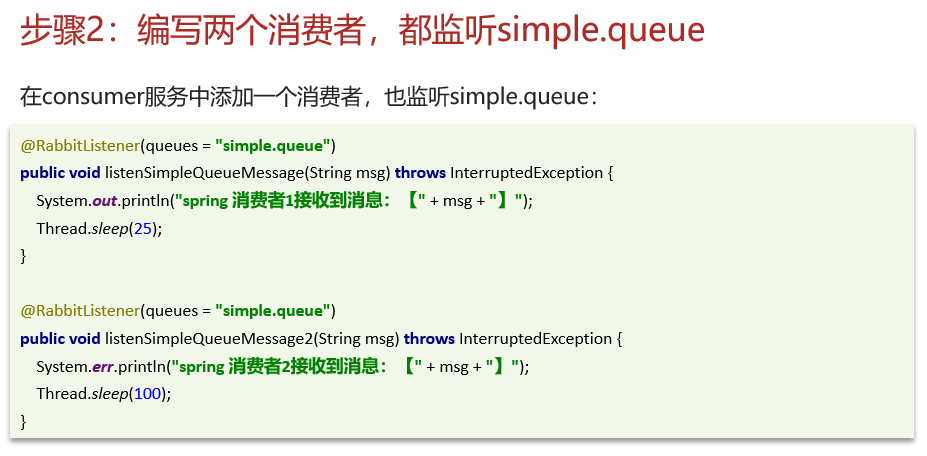 步骤2：编写两个消费者，都监听simple.queue
在consumer服务中添加一个消费者，也监听simple.queue：
@RabbitListener(queues = "simple.queue")
public void listenSimpleQueueMessage(String msg) throws InterruptedException {
    System.out.println("spring 消费者1接收到消息：【" + msg + "】");
    Thread.sleep(25);
}
@RabbitListener(queues = "simple.queue")
public void listenSimpleQueueMessage2(String msg) throws InterruptedException {
    System.err.println("spring 消费者2接收到消息：【" + msg + "】");
    Thread.sleep(100);
}